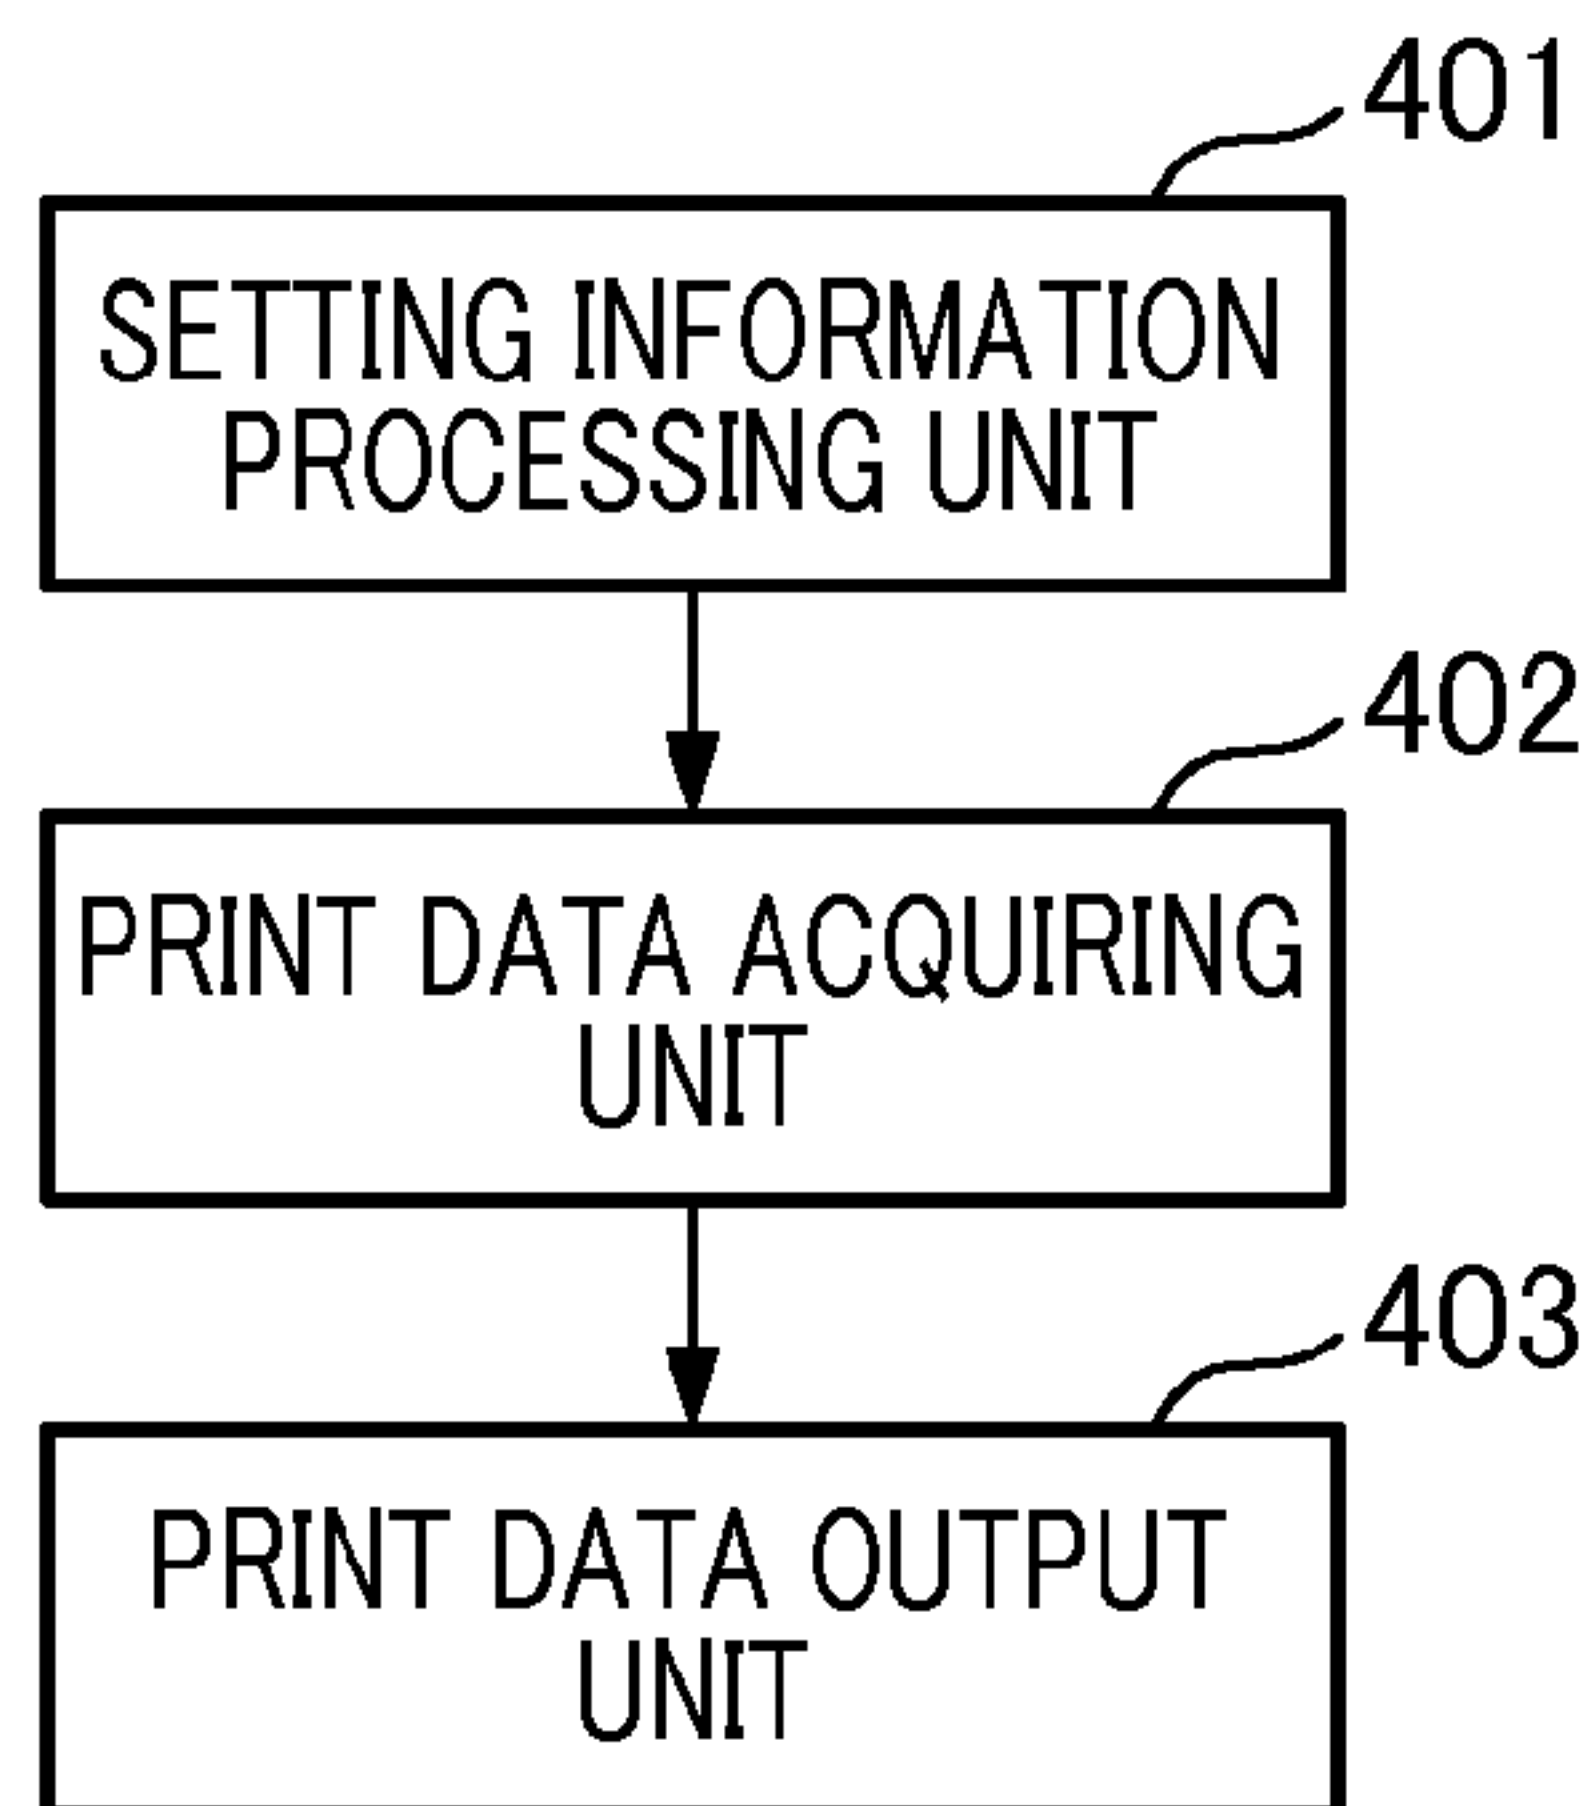 401
SETTING INFORMATION
PROCESSING UNIT
402
PRINT DATA ACQUIRING
UNIT
403
PRINT DATA OUTPUT
UNIT